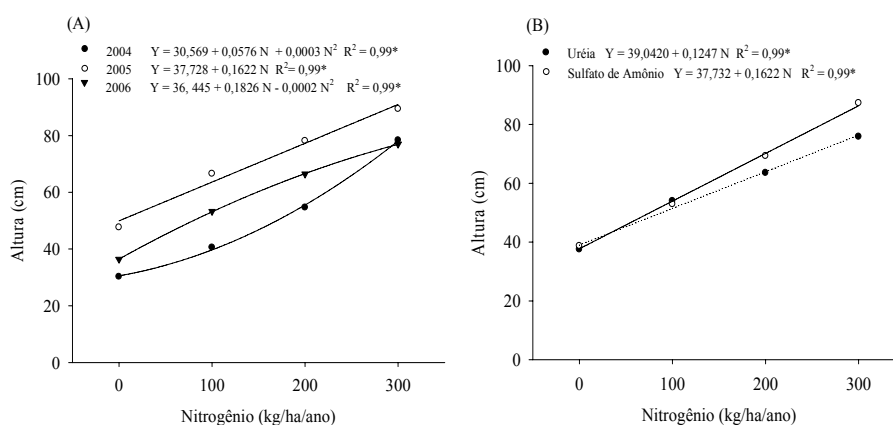 (A)
2004 Y = 30,569 + 0,0576 N + 0,0003 N² R² = 0,99*
2005 Y = 37,728 + 0,1622 N R² = 0,99*
2006 Y = 36, 445 + 0,1826 N - 0,0002 N² R² = 0,99*
100
80
60
40
20
0
Altura (cm)
0 100 200 300
Nitrogênio (kg/ha/ano)
(B)
Uréia Y = 39,0420 + 0,1247 N R² = 0,99*
Sulfato de Amônio Y = 37,732 + 0,1622 N R² = 0,99*
100
80
60
40
20
0
Altura (cm)
0 100 200 300
Nitrogênio (kg/ha/ano)